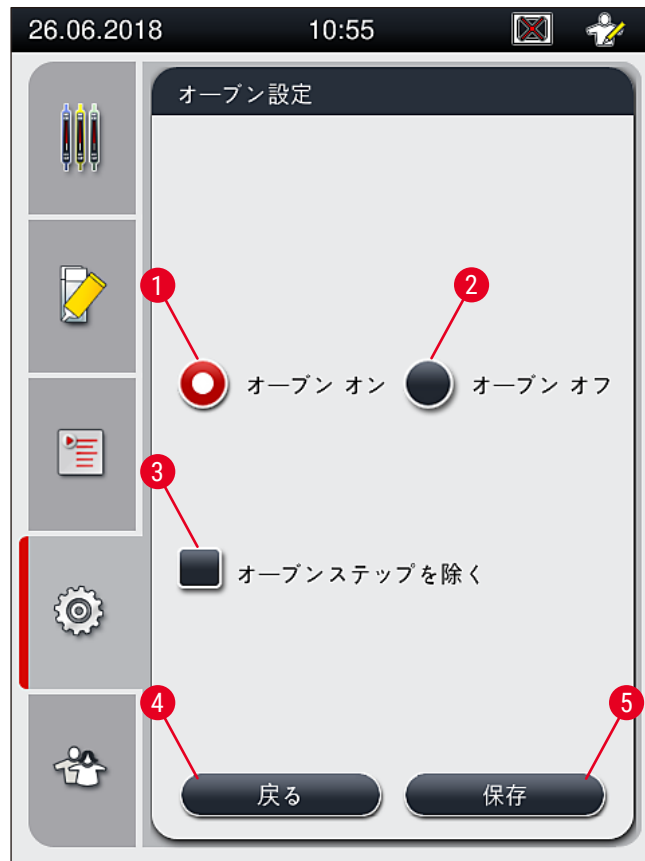 26.06.2018 10:55
オーブン設定
1 2
オーブン オン オーブン オフ
3
オーブンステップを除く
4 5
戻る 保存